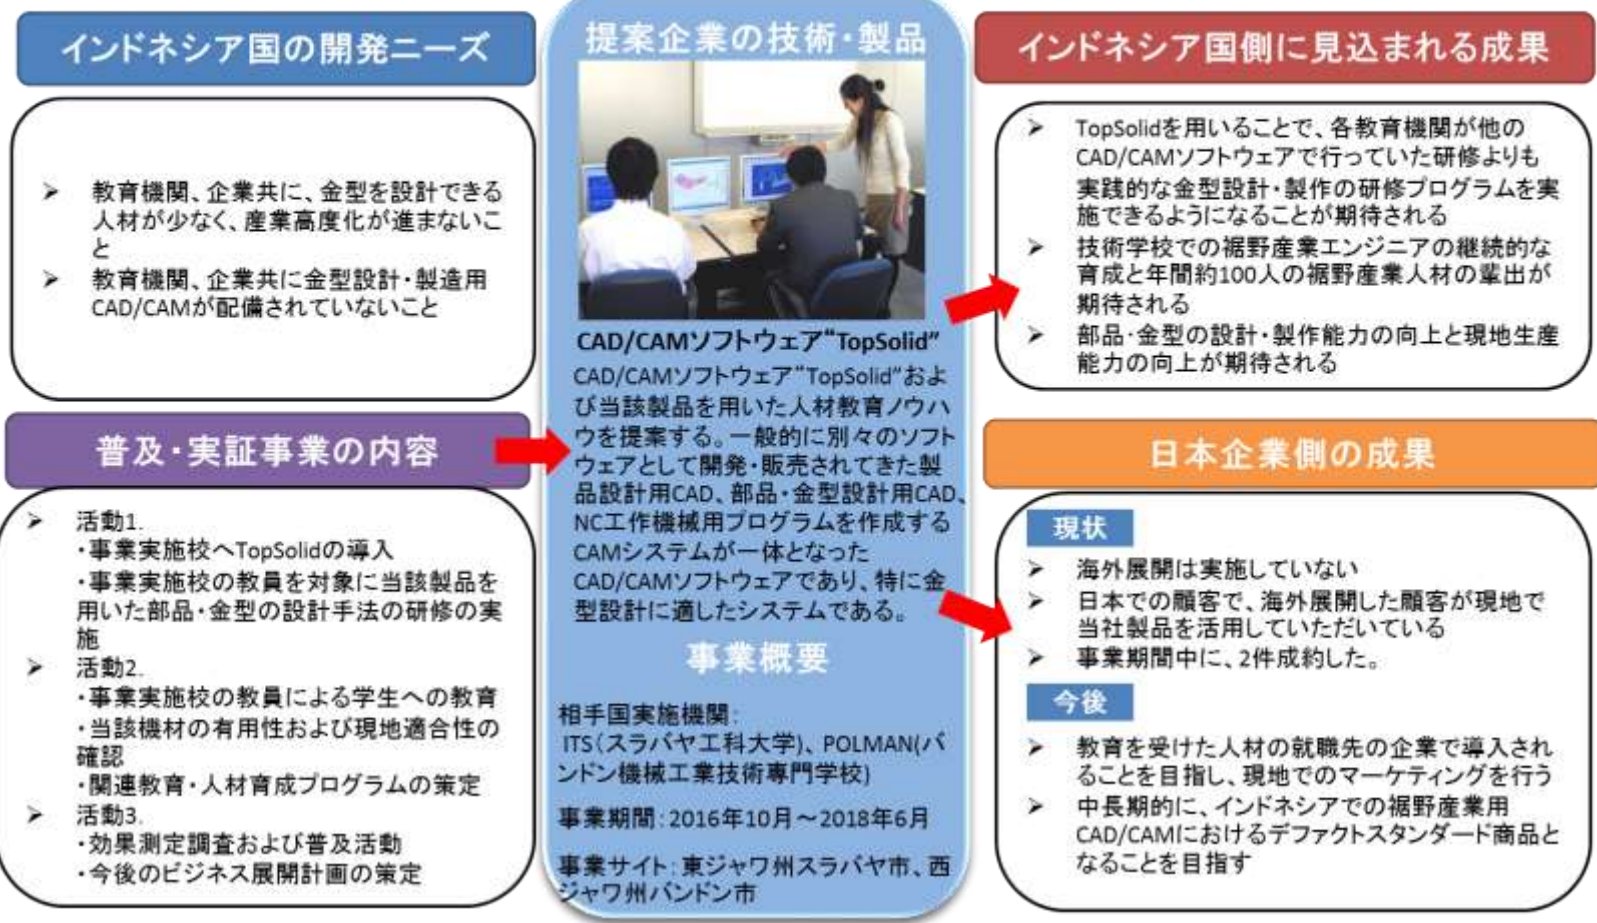 インドネシア国の開発ニーズ
➢ 教育機関、企業共に、金型を設計できる
人材が少なく、産業高度化が進まないこ
と
➢ 教育機関、企業共に金型設計・製造用
CAD/CAMが配備されていないこと
普及・実証事業の内容
➢ 活動1.
・事業実施校へTopSolidの導入
・事業実施校の教員を対象に当該製品を
用いた部品・金型の設計手法の研修の実
施
➢ 活動2.
・事業実施校の教員による学生への教育
・当該機材の有用性および現地適合性の
確認
・関連教育・人材育成プログラムの策定
➢ 活動3.
・効果測定調査および普及活動
・今後のビジネス展開計画の策定
提案企業の技術・製品
CAD/CAMソフトウェア“TopSolid”
CAD/CAMソフトウェア“TopSolid”およ
び当該製品を用いた人材教育ノウハ
ウを提案する。一般的に別々のソフト
ウェアとして開発・販売されてきた製
品設計用CAD、部品・金型設計用CAD、
NC工作機械用プログラムを作成する
CAMシステムが一体となった
CAD/CAMソフトウェアであり、特に金
型設計に適したシステムである。
事業概要
相手国実施機関:
ITS(スラバヤ工科大学)、POLMAN(バ
ンドン機械工業技術専門学校)
事業期間:2016年10月～2018年6月
事業サイト:東ジャワ州スラバヤ市、西
ジャワ州バンドン市
インドネシア国側に見込まれる成果
➢ TopSolidを用いることで、各教育機関が他の
CAD/CAMソフトウェアで行っていた研修よりも
実践的な金型設計・製作の研修プログラムを実
施できるようになることが期待される
➢ 技術学校での裾野産業エンジニアの継続的な
育成と年間約100人の裾野産業人材の輩出が
期待される
➢ 部品・金型の設計・製作能力の向上と現地生産
能力の向上が期待される
日本企業側の成果
現状
➢ 海外展開は実施していない
➢ 日本での顧客で、海外展開した顧客が現地で
当社製品を活用していただいている
➢ 事業期間中に、2件成約した。
今後
➢ 教育を受けた人材の就職先の企業で導入され
ることを目指し、現地でのマーケティングを行う
➢ 中長期的に、インドネシアでの裾野産業用
CAD/CAMにおけるデファクトスタンダード商品と
なることを目指す